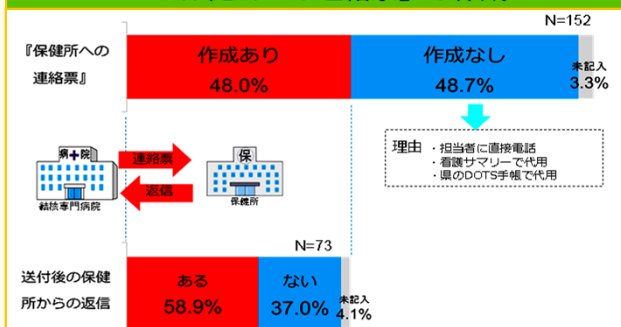 N=152
『保健所への
連絡票』
作成あり
48.0%
作成なし
48.7%
未記入
3.3%
理由 ・担当者に直接電話
・看護サマリーで代用
・県のDOTS手帳で代用
病+院
連絡票
返信
結核専門病院
保
保健所
N=73
送付後の保健
所からの返信
ある
58.9%
ない
37.0%
未記入
4.1%